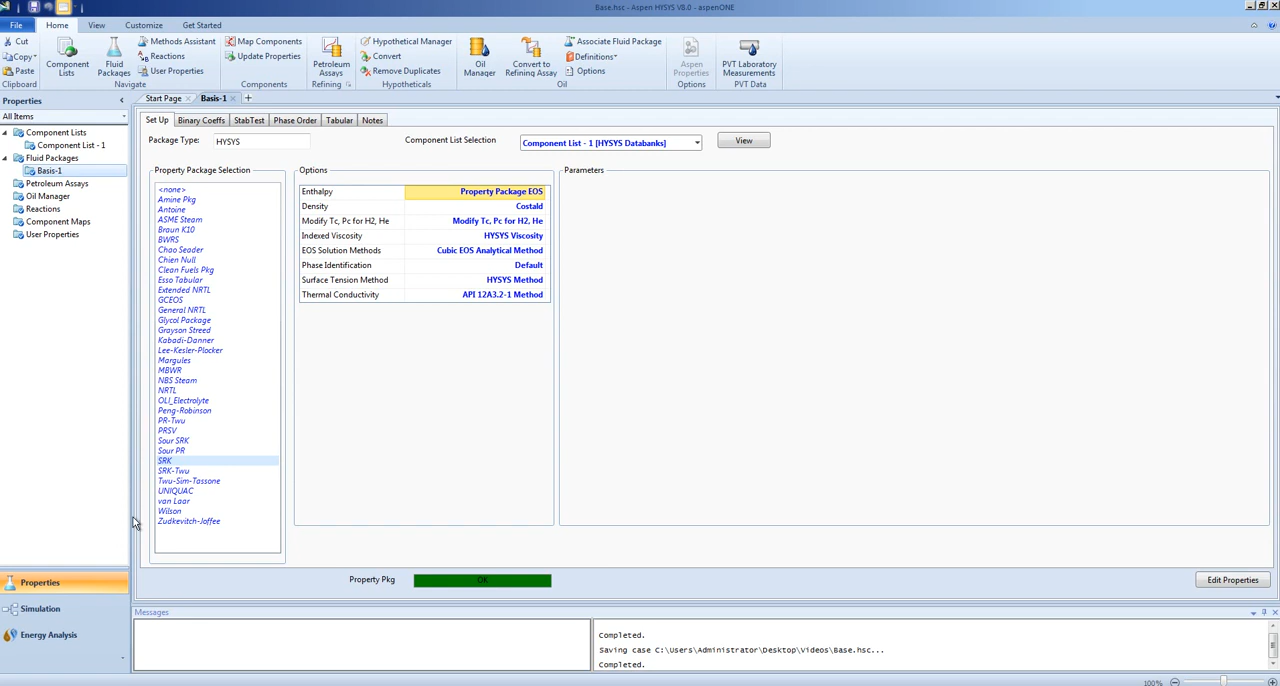 Base.hsc - Aspen HYSYS V8.0 - aspenONE
File Home View Customize Get Started
Cut
Copy
Paste
Clipboard
Component Lists
Fluid Packages
Methods Assistant
Reactions
User Properties
Navigate
Map Components
Update Properties
Components
Petroleum Assays
Refining
Hypothetical Manager
Convert
Remove Duplicates
Hypotheticals
Oil Manager
Convert to Refining Assay
Associate Fluid Package
Definitions
Options
Oil
Aspen Properties
Options
PVT Laboratory Measurements
PVT Data
Properties
All Items
Component Lists
Component List - 1
Fluid Packages
Basis-1
Petroleum Assays
Oil Manager
Reactions
Component Maps
User Properties
Properties
Simulation
Energy Analysis
Start Page Basis-1
Set Up Binary Coeffs StabTest Phase Order Tabular Notes
Package Type: HYSYS Component List Selection Component List - 1 [HYSYS Databanks] View
Property Package Selection
<none>
Amine Pkg
Antoine
ASME Steam
Braun K10
BWRS
Chao Seader
Chien Null
Clean Fuels Pkg
Esso Tabular
Extended NRTL
GCEOS
General NRTL
Glycol Package
Grayson Streed
Kabadi-Danner
Lee-Kesler-Plocker
Margules
MBWR
NBS Steam
NRTL
OLI_Electrolyte
Peng-Robinson
PR-Twu
PRSV
Sour SRK
Sour PR
SRK
SRK-Twu
Twu-Sim-Tassone
UNIQUAC
van Laar
Wilson
Zudkevitch-Joffee
Options
Enthalpy Property Package EOS
Density Costald
Modify Tc, Pc for H2, He Modify Tc, Pc for H2, He
Indexed Viscosity HYSYS Viscosity
EOS Solution Methods Cubic EOS Analytical Method
Phase Identification Default
Surface Tension Method HYSYS Method
Thermal Conductivity API 12A3.2-1 Method
Parameters
Property Pkg OK Edit Properties
Messages
Completed.
Saving case C:\Users\Administrator\Desktop\Videos\Base.hsc...
Completed.
100%